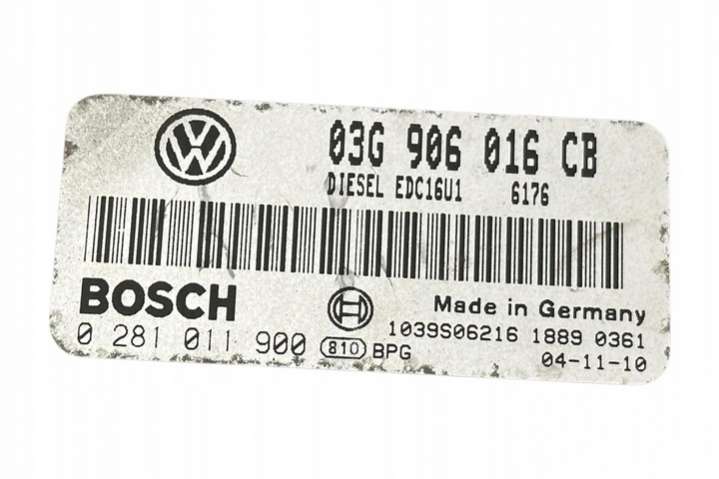 03G 906 016 CB
DIESEL EDC16U1 6176
BOSCH
Made in Germany
0 281 011 900 810 BPG
1039S06216 1889 0361
04-11-10